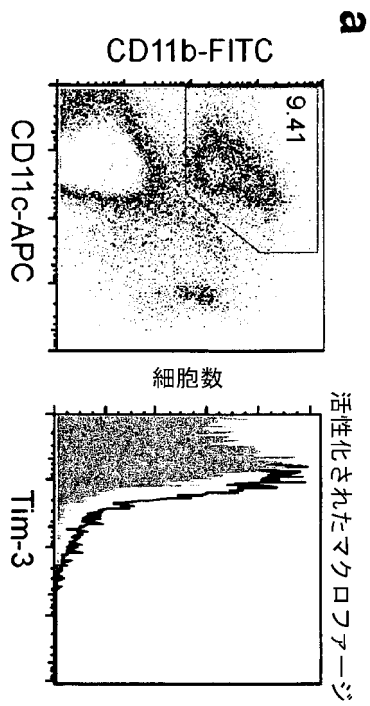 a
CD11b-FITC
9.41
CD11c-APC
活性化されたマクロファージ
細胞数
Tim-3